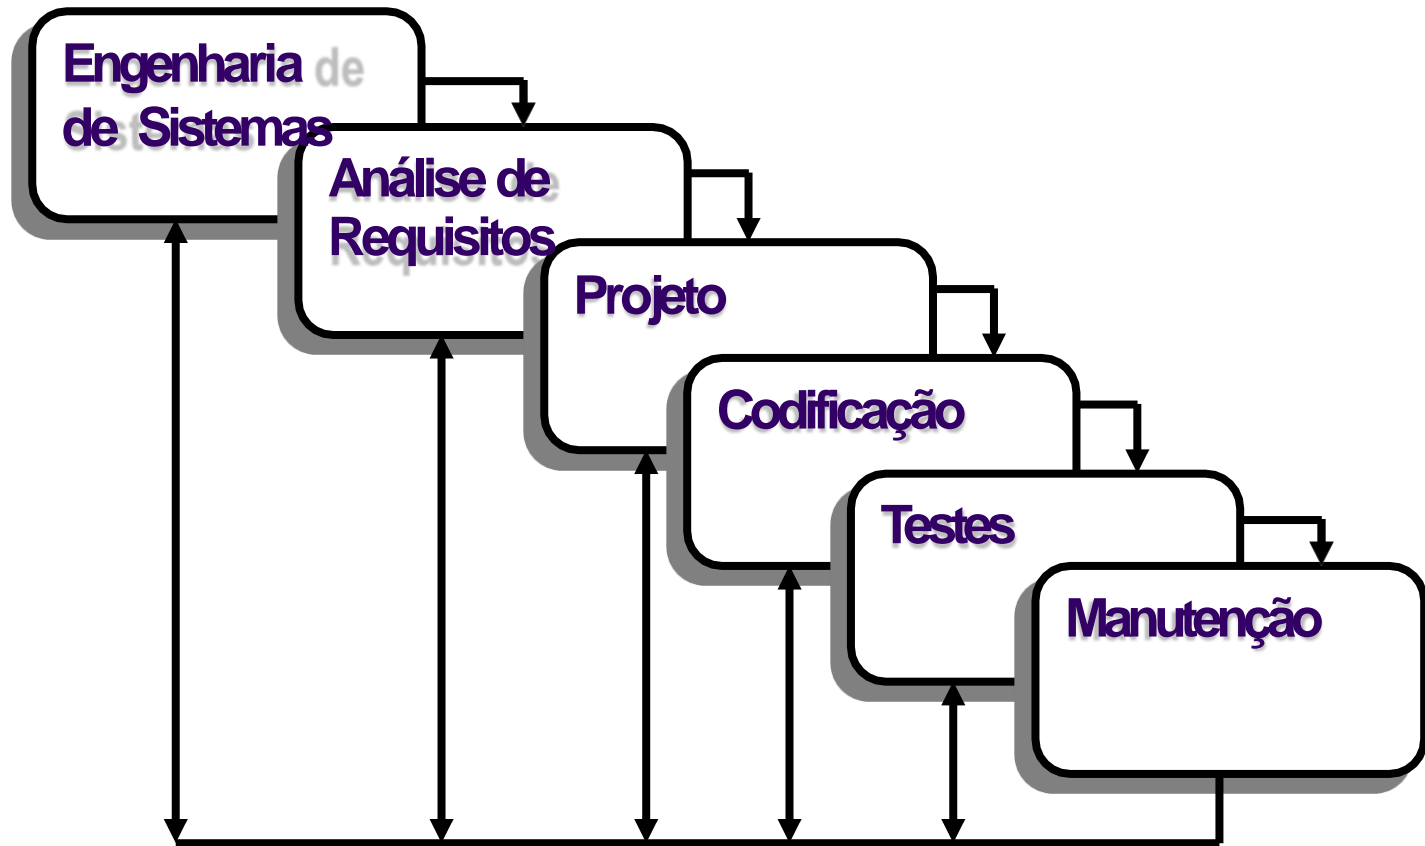 Engenharia
de Sistemas
Análise de
Requisitos
Projeto
Codificação
Testes
Manutenção